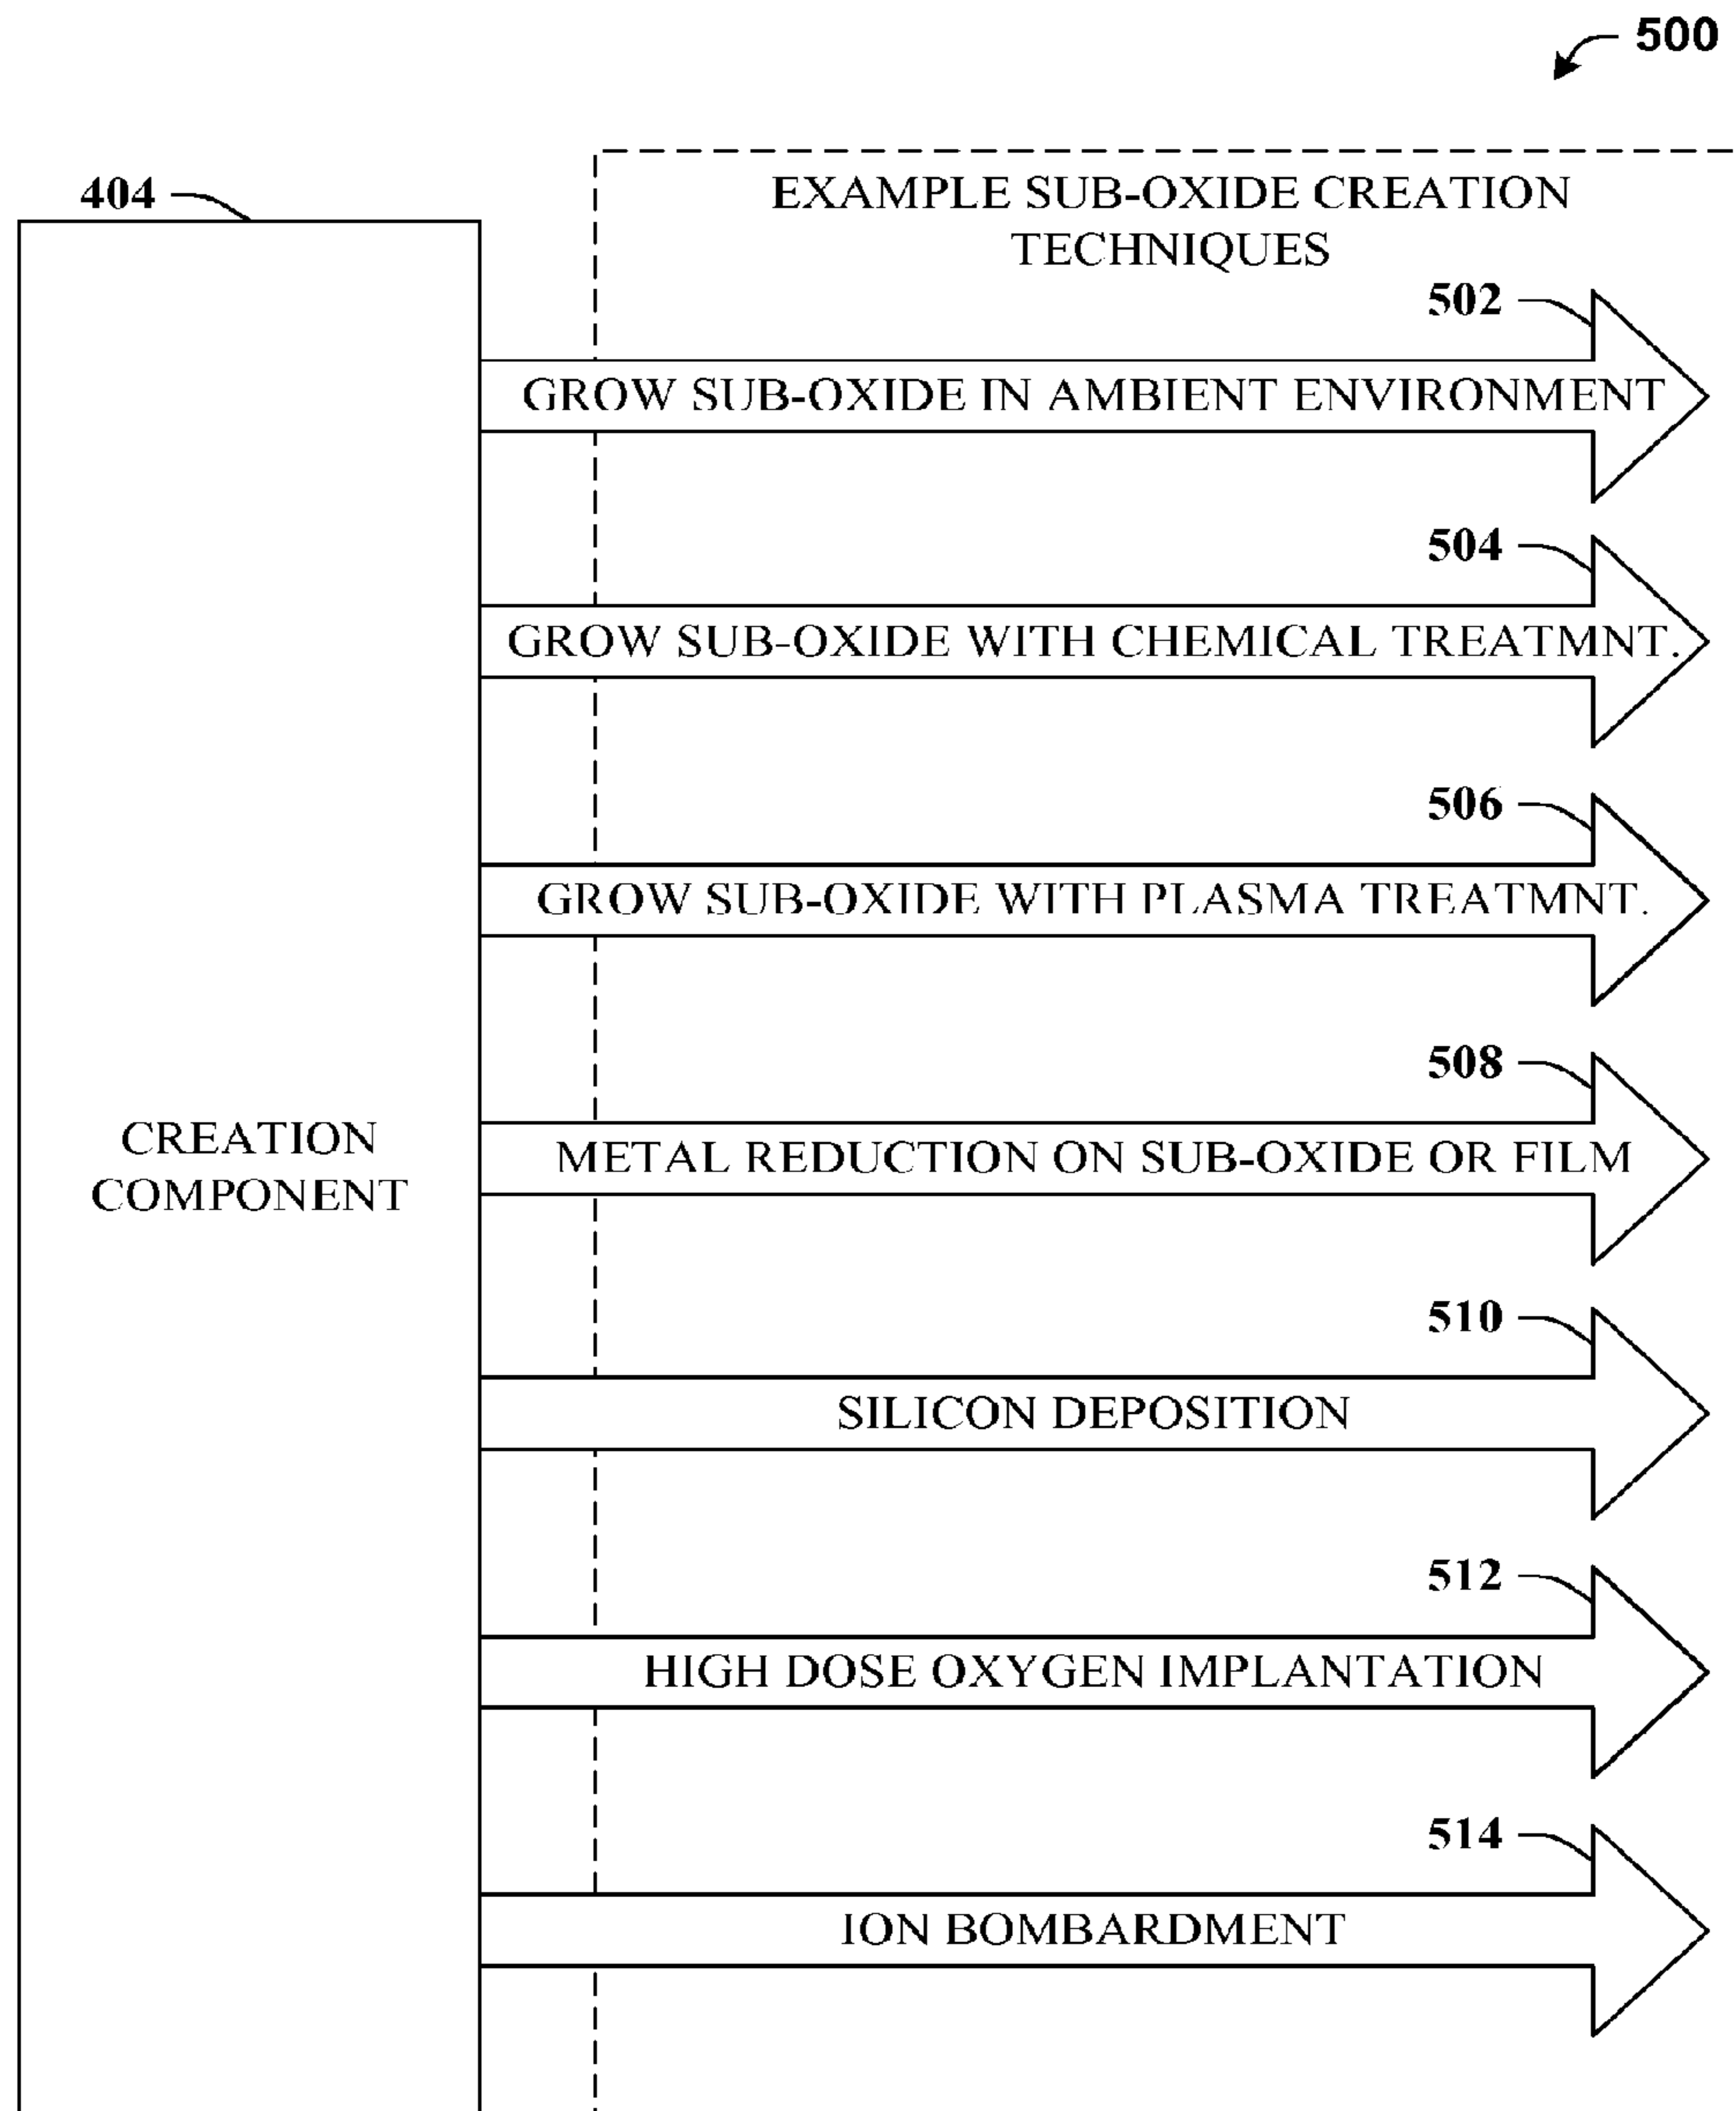 500
404
EXAMPLE SUB-OXIDE CREATION
TECHNIQUES
502
GROW SUB-OXIDE IN AMBIENT ENVIRONMENT
504
GROW SUB-OXIDE WITH CHEMICAL TREATMNT.
506
GROW SUB-OXIDE WITH PLASMA TREATMNT.
508
CREATION
COMPONENT
METAL REDUCTION ON SUB-OXIDE OR FILM
510
SILICON DEPOSITION
512
HIGH DOSE OXYGEN IMPLANTATION
514
ION BOMBARDMENT